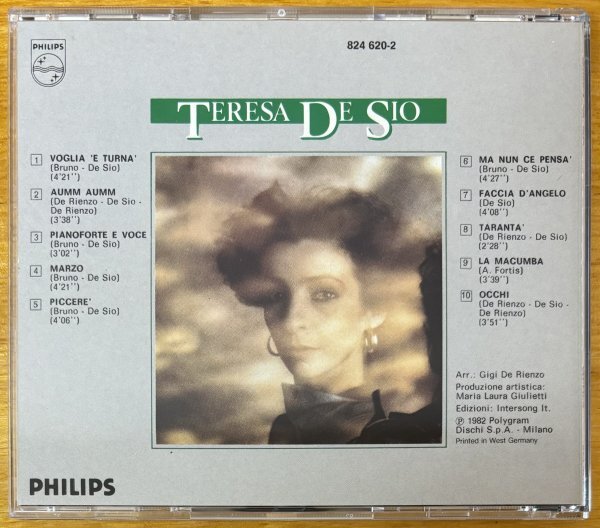 PHILIPS
824 620-2
TERESA DE SIO
1 VOGLIA 'E TURNA'
(Bruno - De Sio)
(4'21'')
2 AUMM AUMM
(De Rienzo - De Sio -
De Rienzo)
(3'38'')
3 PIANOFORTE E VOCE
(Bruno - De Sio)
(3'02'')
4 MARZO
(Bruno - De Sio)
(4'21'')
5 PICCERE'
(Bruno - De Sio)
(4'06'')
6 MA NUN CE PENSA'
(Bruno - De Sio)
(4'27'')
7 FACCIA D'ANGELO
(De Sio)
(4'08'')
8 TARANTA'
(De Rienzo - De Sio)
(2'28'')
9 LA MACUMBA
(A. Fortis)
(3'39'')
10 OCCHI
(De Rienzo - De Sio -
De Rienzo)
(3'51'')
Arr.: Gigi De Rienzo
Produzione artistica:
Maria Laura Giulietti
Edizioni: Intersong It.
℗ 1982 Polygram
Dischi S.p.A. - Milano
Printed in West Germany
PHILIPS